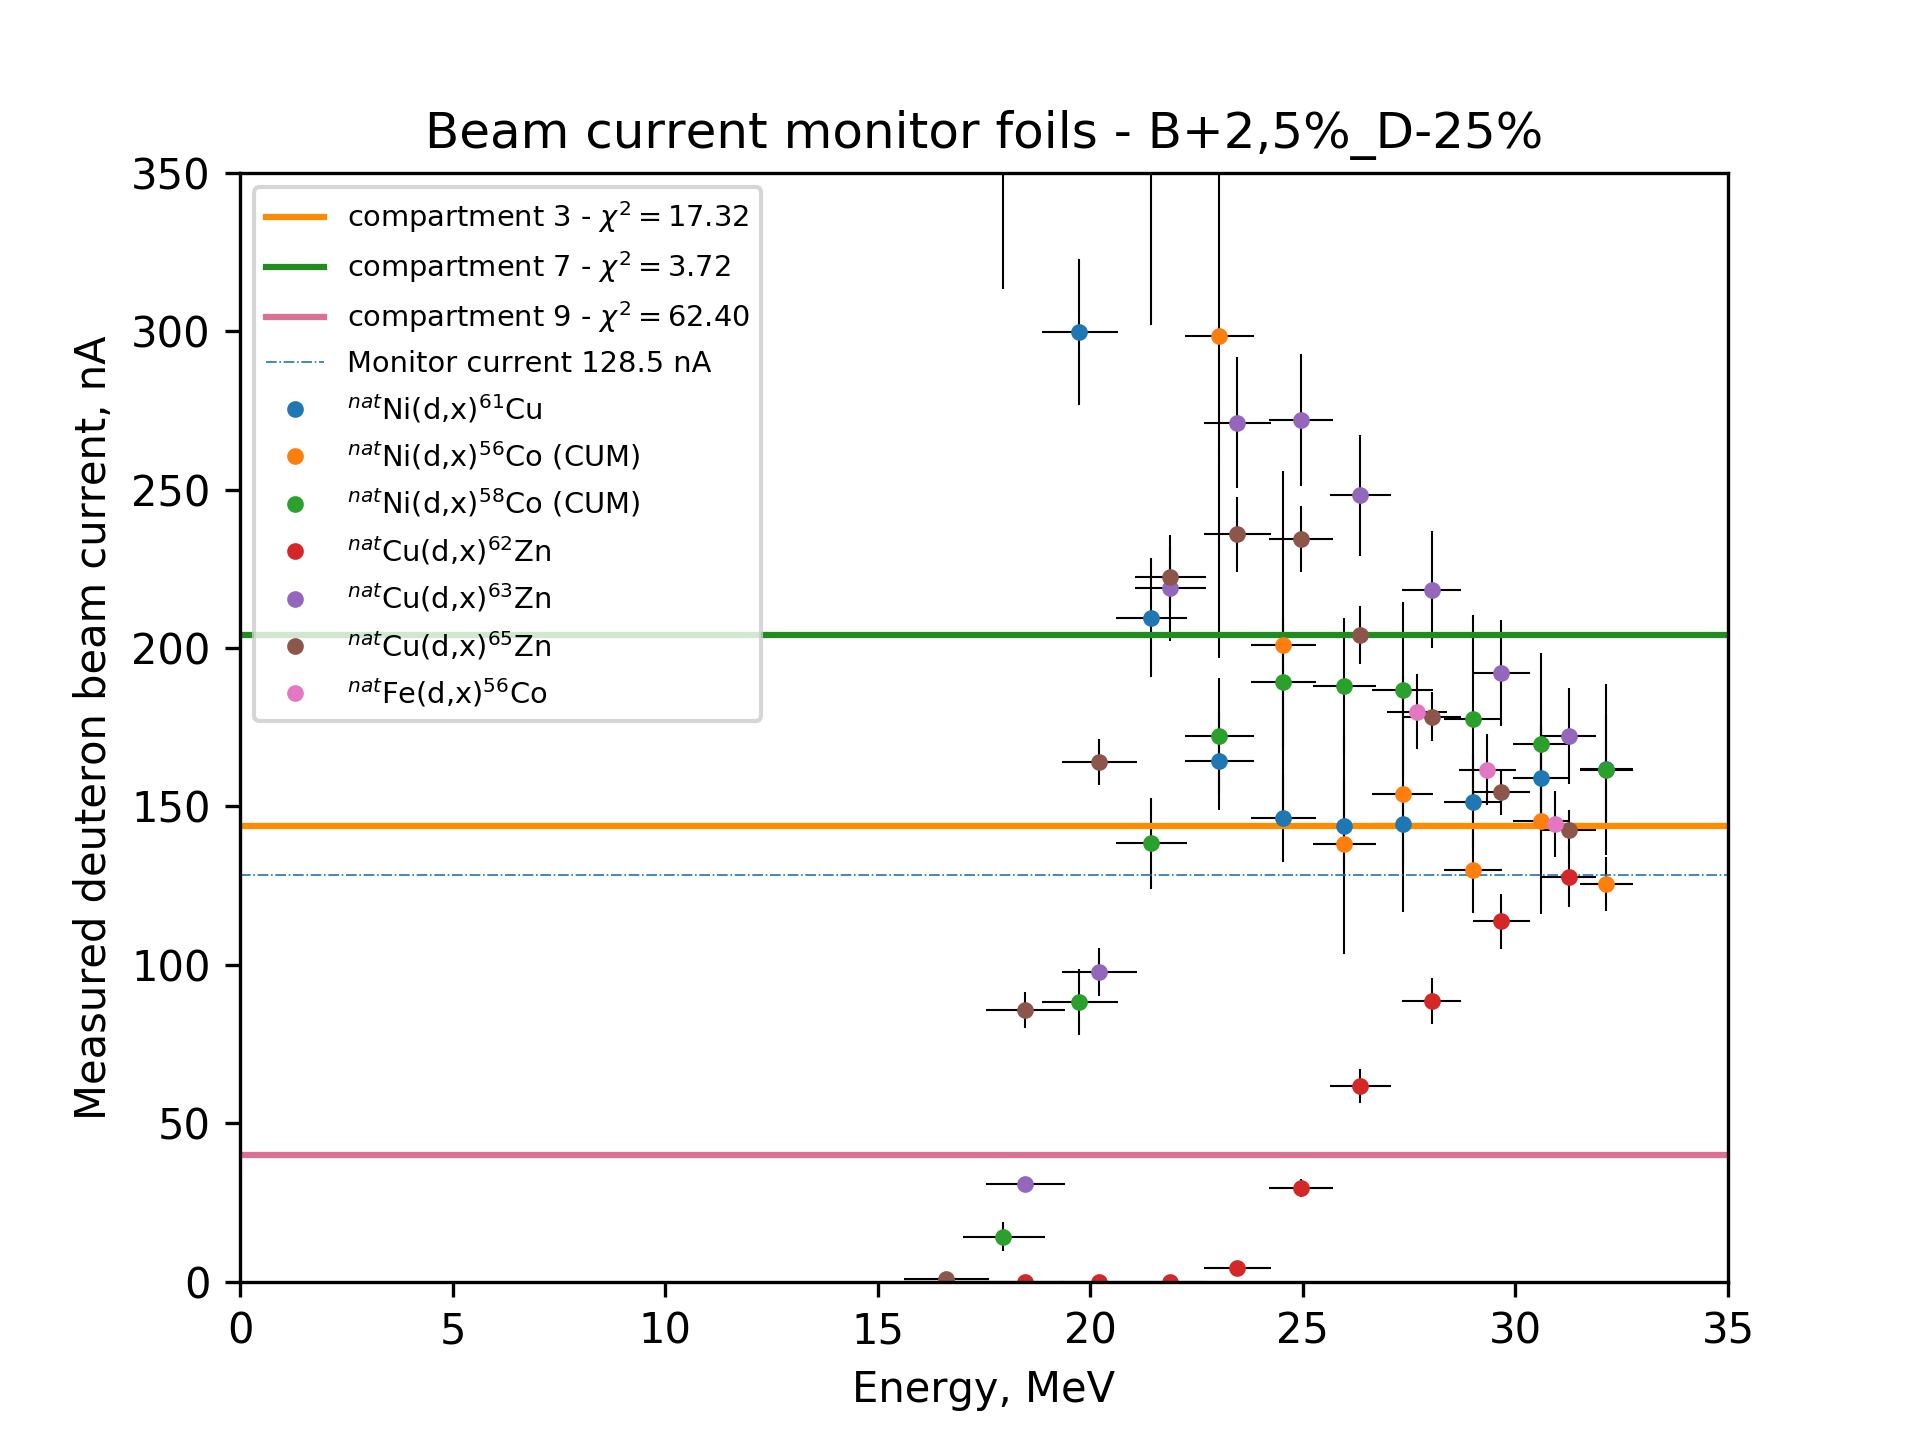 Beam current monitor foils - B+2,5%_D-25%
350
300
250
200
150
100
50
0
Measured deuteron beam current, nA
compartment 3 - χ² = 17.32
compartment 7 - χ² = 3.72
compartment 9 - χ² = 62.40
Monitor current 128.5 nA
ⁿᵃᵗNi(d,x)⁶¹Cu
ⁿᵃᵗNi(d,x)⁵⁶Co (CUM)
ⁿᵃᵗNi(d,x)⁵⁸Co (CUM)
ⁿᵃᵗCu(d,x)⁶²Zn
ⁿᵃᵗCu(d,x)⁶³Zn
ⁿᵃᵗCu(d,x)⁶⁵Zn
ⁿᵃᵗFe(d,x)⁵⁶Co
0 5 10 15 20 25 30 35
Energy, MeV